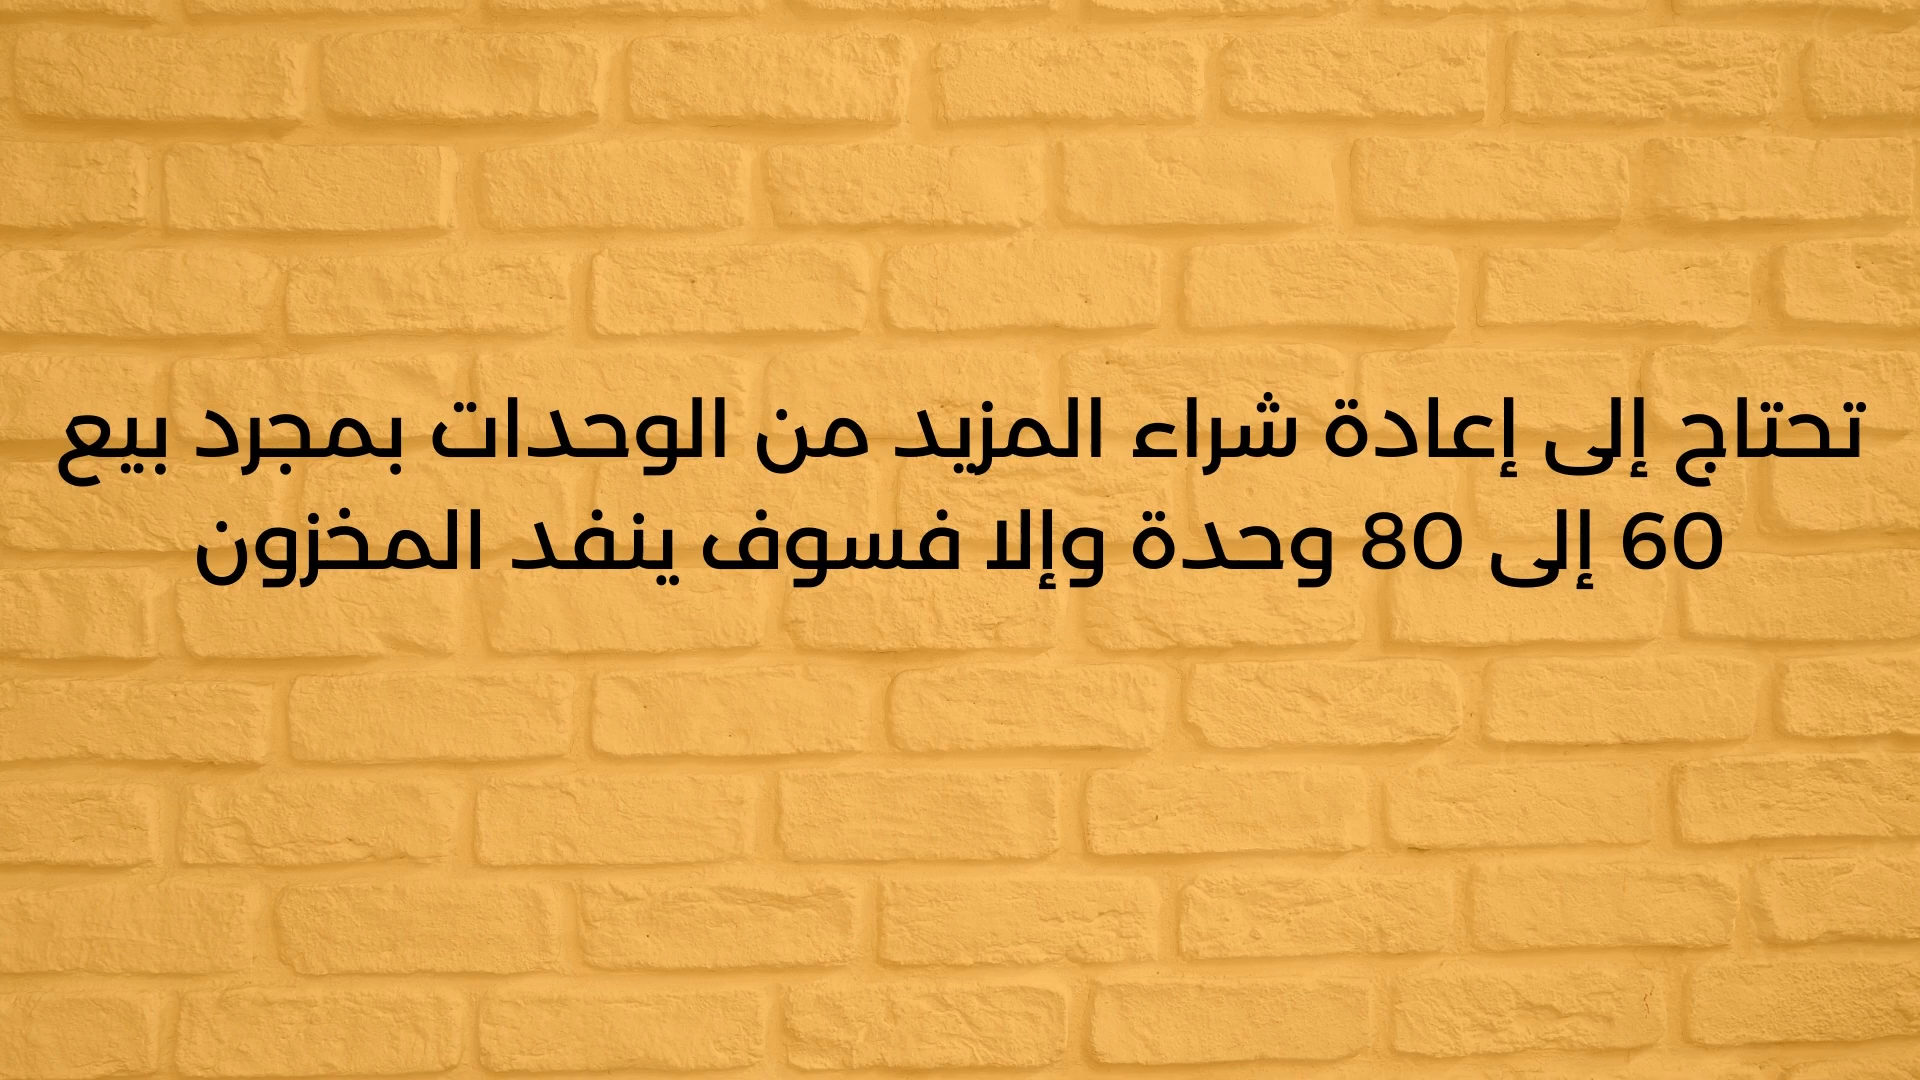 تحتاج إلى إعادة شراء المزيد من الوحدات بمجرد بيع
60 إلى 80 وحدة وإلا فسوف ينفد المخزون